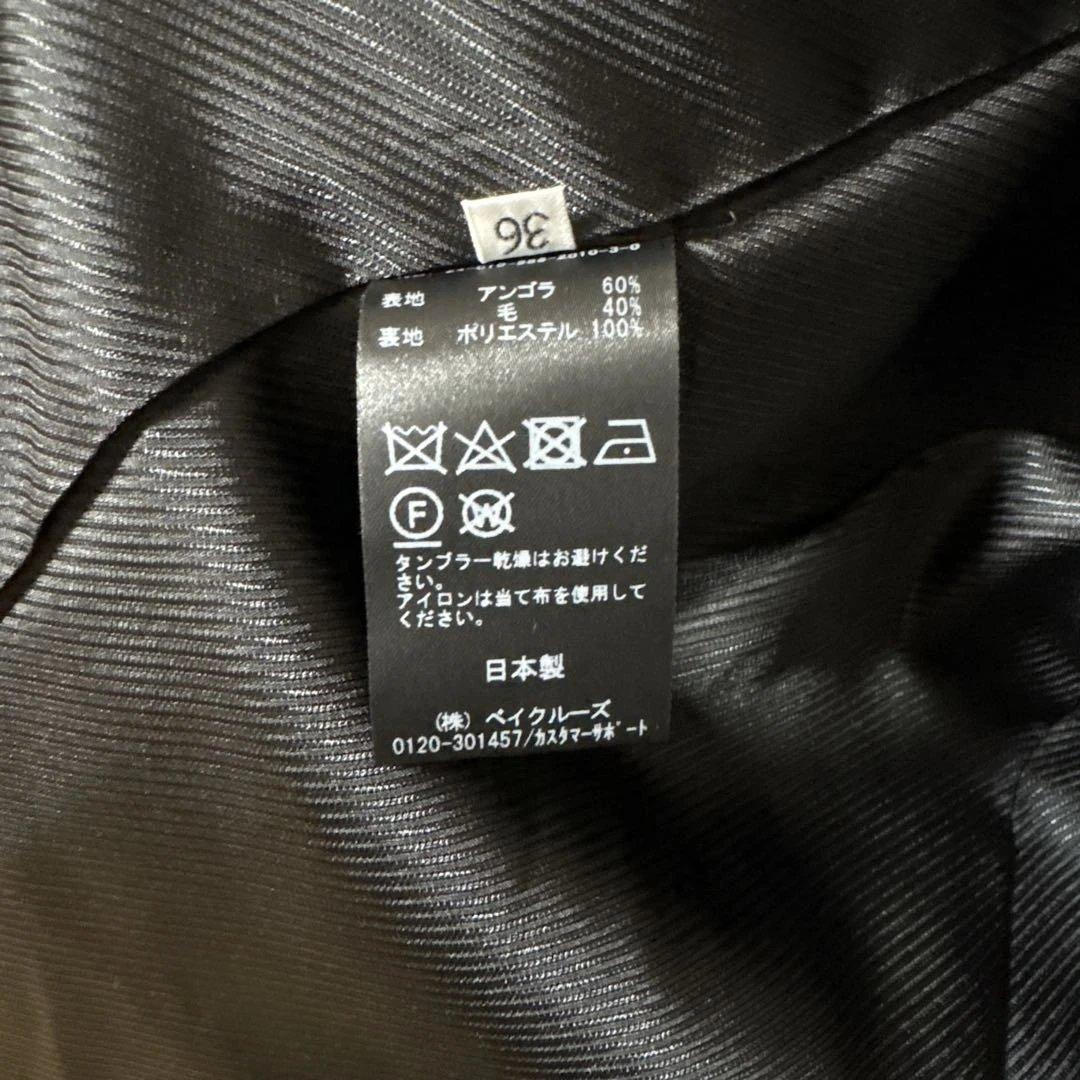 36
表地 アンゴラ 60%
毛 40%
裏地 ポリエステル 100%
F
W
タンブラー乾燥はお避けくだ
さい。
アイロンは当て布を使用して
ください。
日本製
(株) ベイクルーズ
0120-301457/ｶｽﾀﾏｰｻﾎﾟｰﾄ